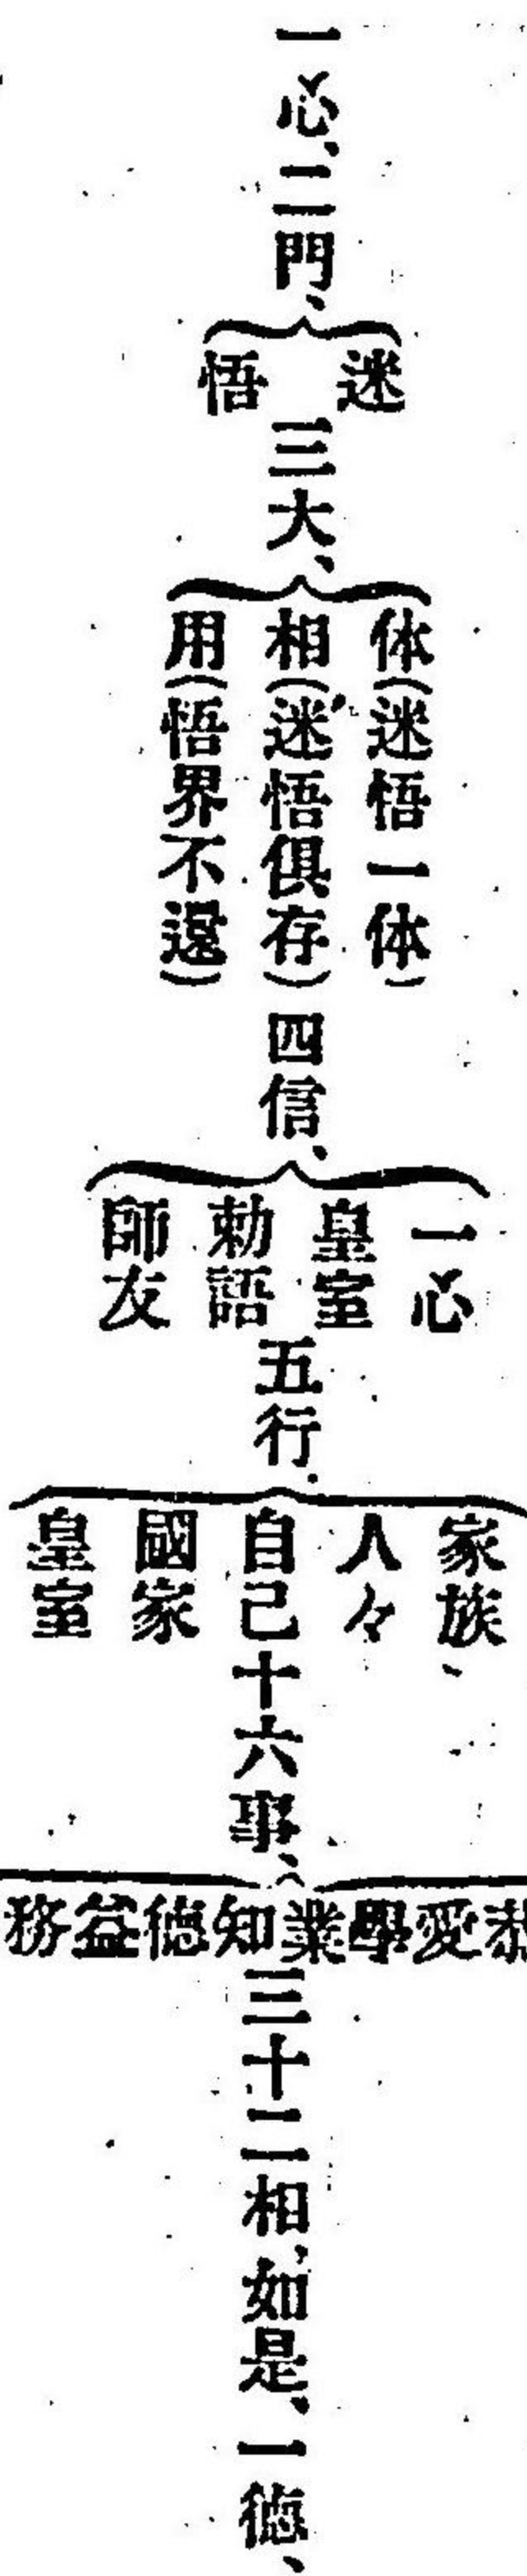 一心、二門、
迷
悟
三大、
体(迷悟一体)
相(迷悟俱存)
用(悟界不還)
四信、
一心
皇室
勅語
師友
五行、
家族、
人々
自己
國家
皇室
十六事、
愛學業知德益務
三十二相、如是、一德、